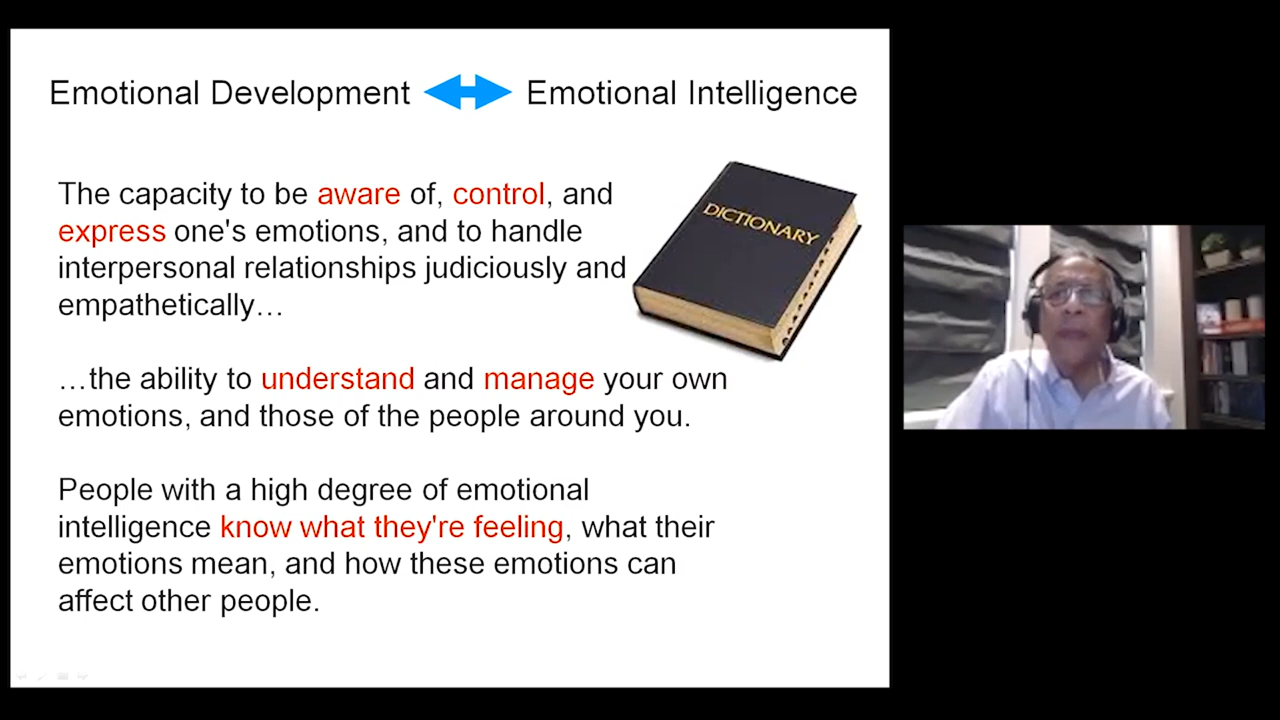 Emotional Development Emotional Intelligence
The capacity to be aware of, control, and
express one's emotions, and to handle
interpersonal relationships judiciously and
empathetically…
DICTIONARY
…the ability to understand and manage your own
emotions, and those of the people around you.
People with a high degree of emotional
intelligence know what they're feeling, what their
emotions mean, and how these emotions can
affect other people.